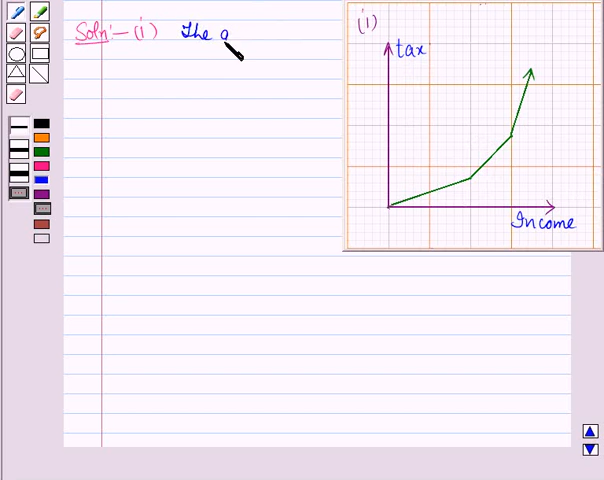 Soln:- (i) The g
(i)
tax
Income